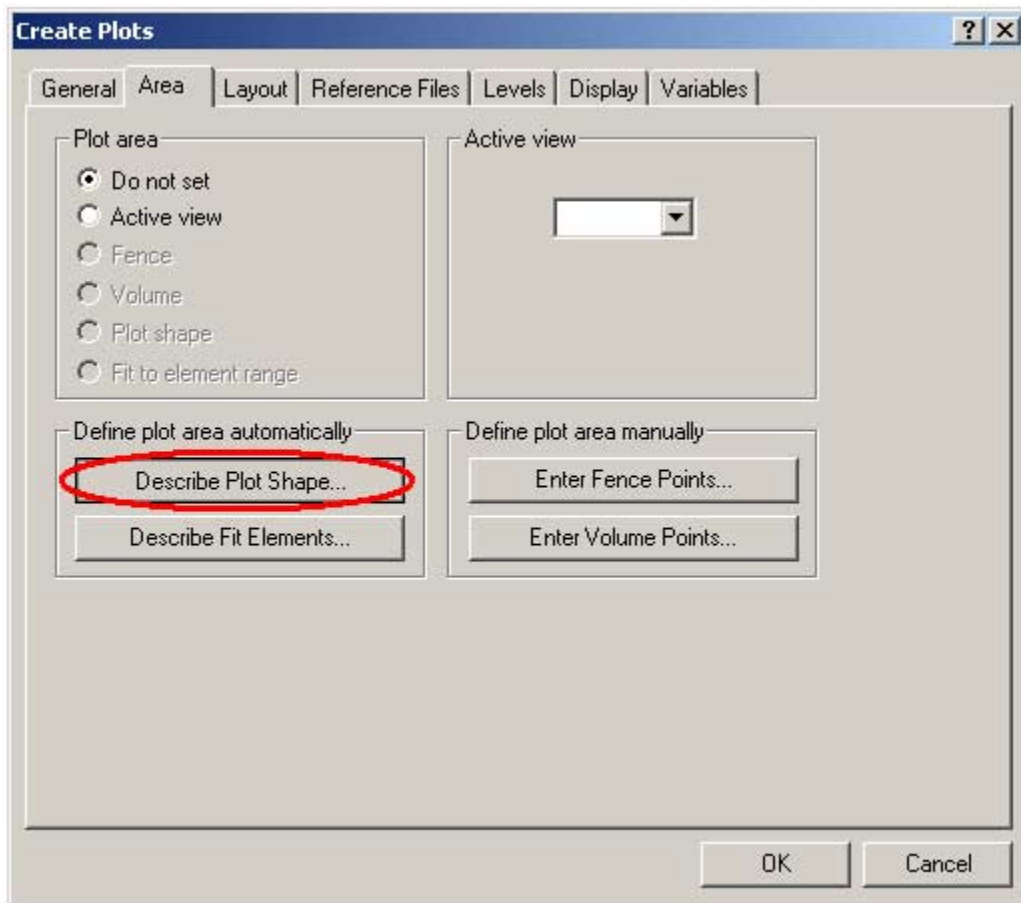 Create Plots
General Area Layout Reference Files Levels Display Variables
Plot area
Do not set
Active view
Fence
Volume
Plot shape
Fit to element range
Active view
Define plot area automatically
Describe Plot Shape...
Describe Fit Elements...
Define plot area manually
Enter Fence Points...
Enter Volume Points...
OK Cancel